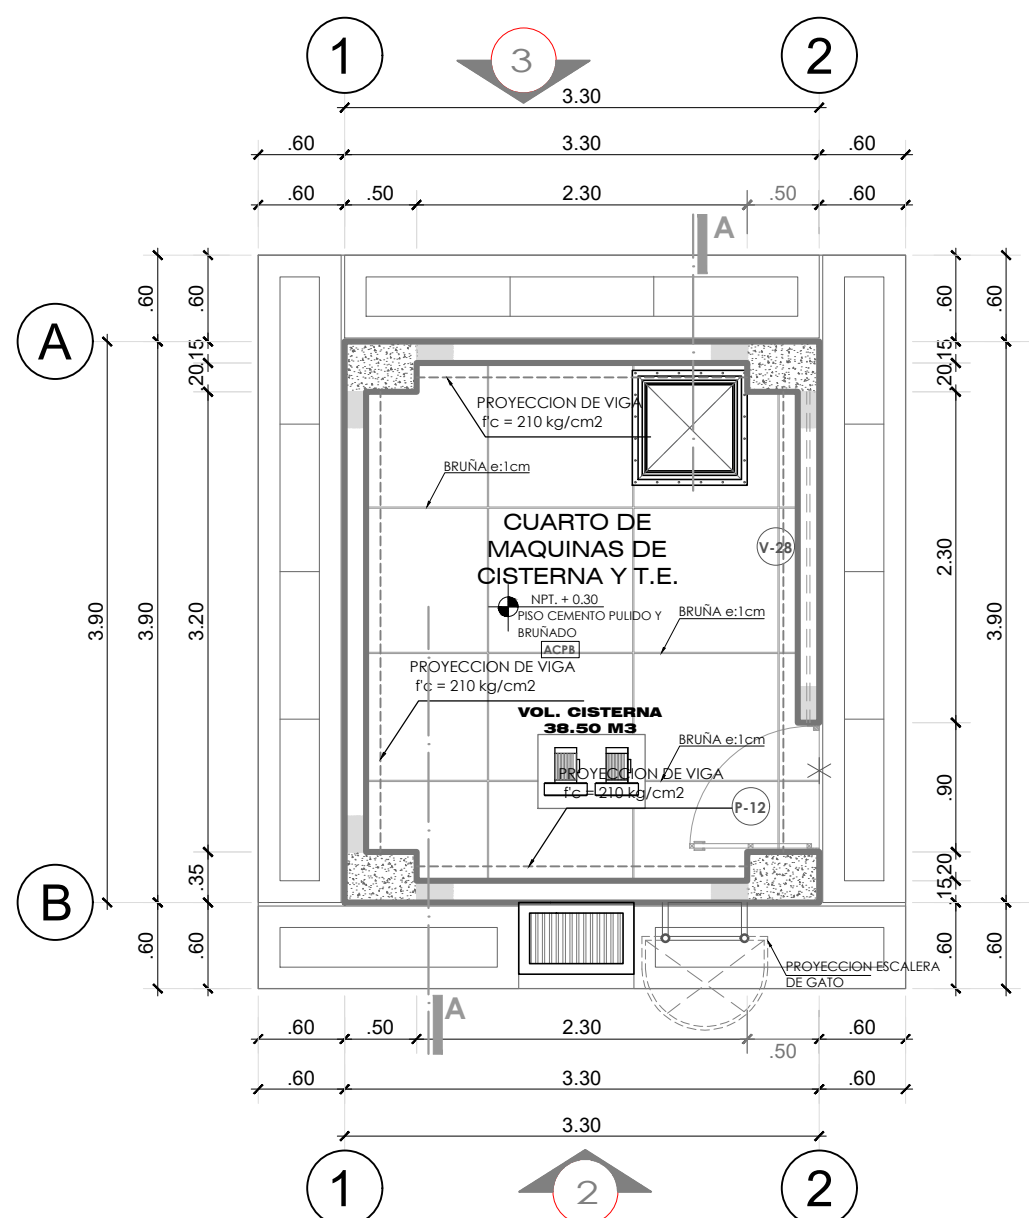 1
3
2
3.30
.60
3.30
.60
.60
.50
2.30
.50
.60
A
.60
.60
.60
.60
A
.15
.20
.15
.20
PROYECCION DE VIGA
f'c = 210 kg/cm2
BRUÑA e:1cm
CUARTO DE
MAQUINAS DE
CISTERNA Y T.E.
V-28
2.30
NPT. + 0.30
PISO CEMENTO PULIDO Y
BRUÑADO
ACPB
BRUÑA e:1cm
3.90
3.90
3.20
3.90
PROYECCION DE VIGA
f'c = 210 kg/cm2
VOL. CISTERNA
38.50 M3
BRUÑA e:1cm
PROYECCION DE VIGA
f'c = 210 kg/cm2
P-12
.90
.35
.20
.15
B
.60
.60
.60
.60
PROYECCION ESCALERA
DE GATO
A
.60
.50
2.30
.50
.60
.60
3.30
.60
3.30
1
2
2